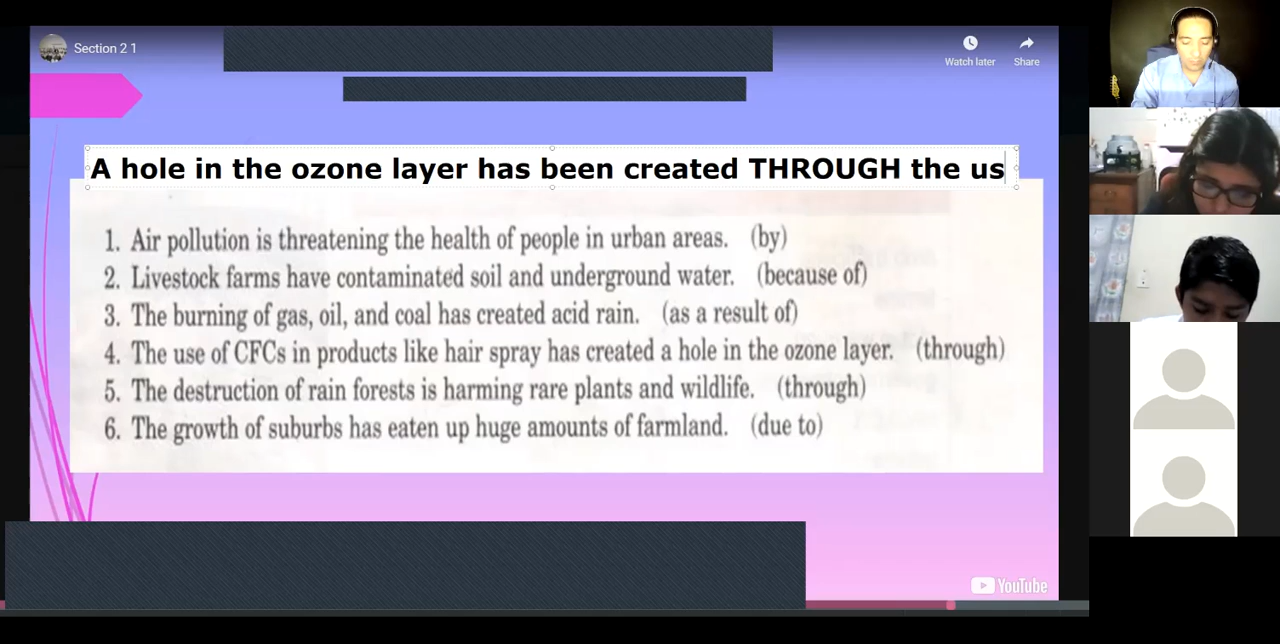 Section 2 1
Watch later
Share
A hole in the ozone layer has been created THROUGH the us
1. Air pollution is threatening the health of people in urban areas. (by)
2. Livestock farms have contaminated soil and underground water. (because of)
3. The burning of gas, oil, and coal has created acid rain. (as a result of)
4. The use of CFCs in products like hair spray has created a hole in the ozone layer. (through)
5. The destruction of rain forests is harming rare plants and wildlife. (through)
6. The growth of suburbs has eaten up huge amounts of farmland. (due to)
YouTube